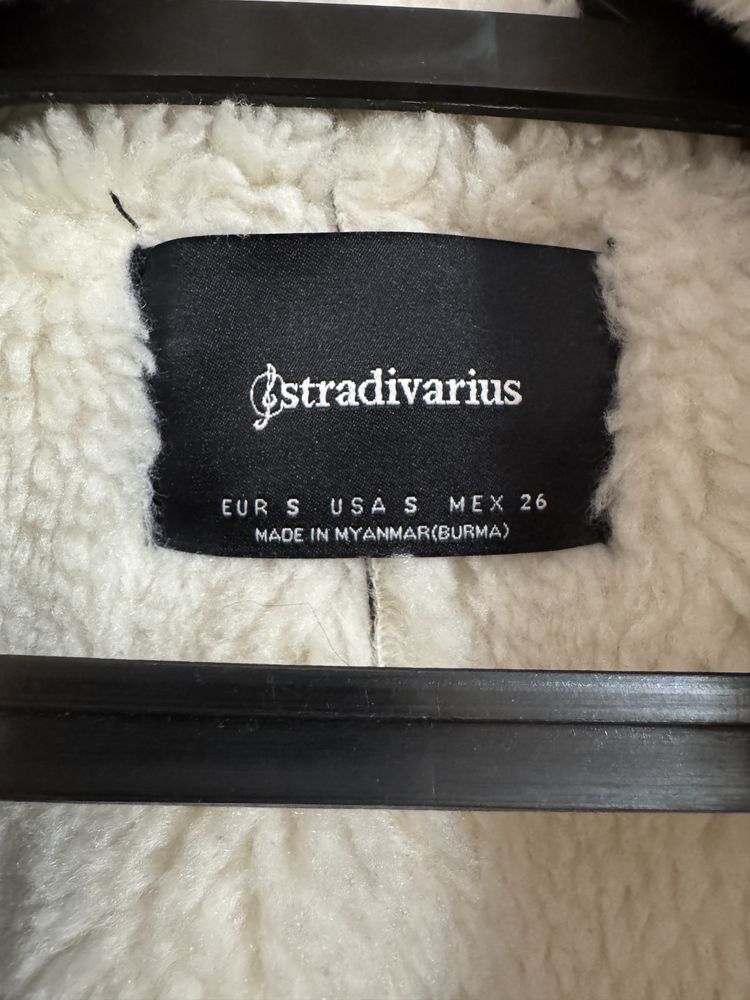 stradivarius
EUR S USA S MEX 26
MADE IN MYANMAR(BURMA)